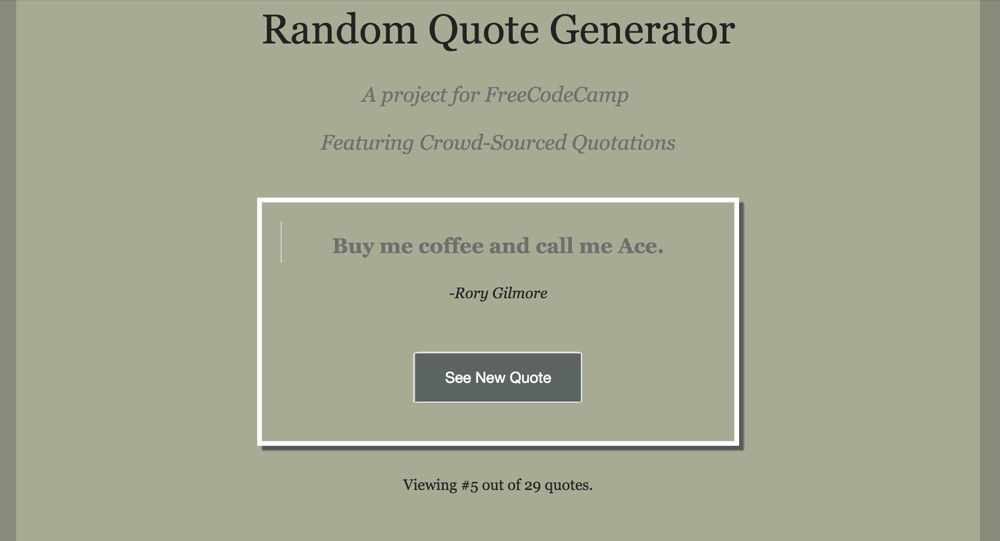 Random Quote Generator
A project for FreeCodeCamp
Featuring Crowd-Sourced Quotations
Buy me coffee and call me Ace.
-Rory Gilmore
See New Quote
Viewing #5 out of 29 quotes.